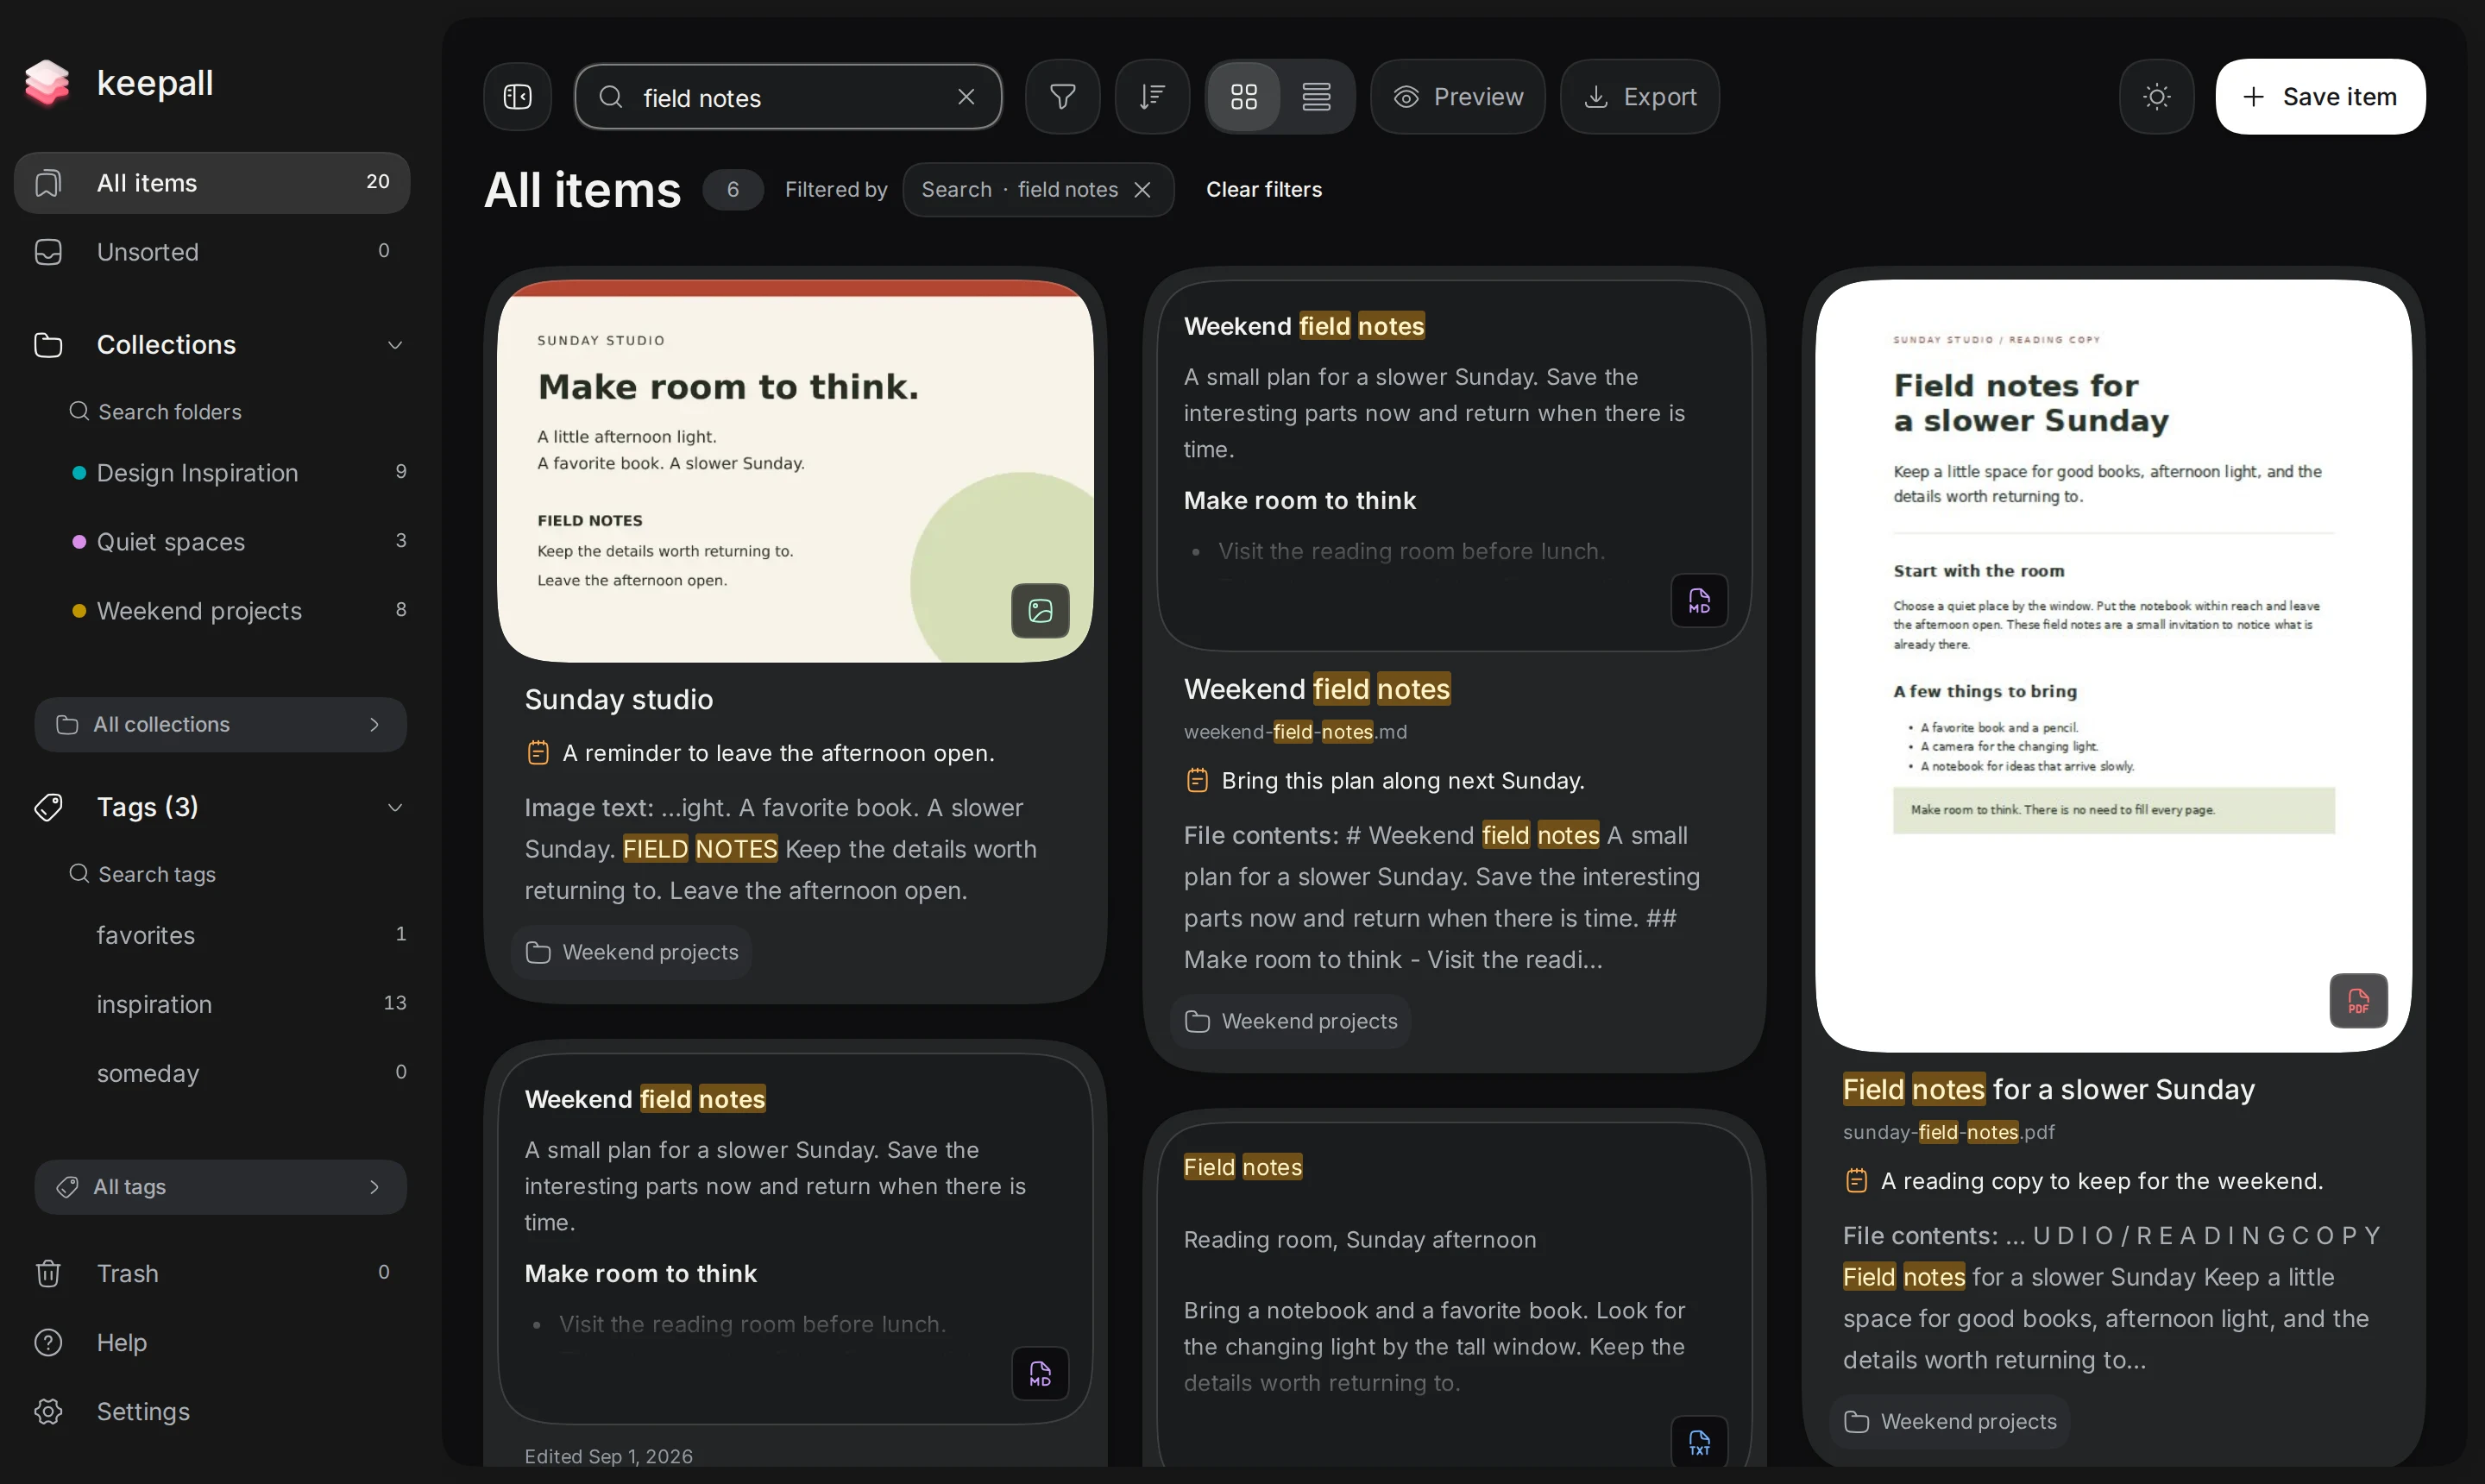 keepall
All items 20
Unsorted 0
Collections
Search folders
Design Inspiration 9
Quiet spaces 3
Weekend projects 8
All collections
Tags (3)
Search tags
favorites 1
inspiration 13
someday 0
All tags
Trash 0
Help
Settings
field notes
Preview
Export
Save item
All items 6 Filtered by Search · field notes Clear filters
SUNDAY STUDIO
Make room to think.
A little afternoon light.
A favorite book. A slower Sunday.
FIELD NOTES
Keep the details worth returning to.
Leave the afternoon open.
Sunday studio
A reminder to leave the afternoon open.
Image text: ...ight. A favorite book. A slower
Sunday. FIELD NOTES Keep the details worth
returning to. Leave the afternoon open.
Weekend projects
Weekend field notes
A small plan for a slower Sunday. Save the
interesting parts now and return when there is
time.
Make room to think
• Visit the reading room before lunch.
MD
Edited Sep 1, 2026
Weekend field notes
A small plan for a slower Sunday. Save the
interesting parts now and return when there is
time.
Make room to think
• Visit the reading room before lunch.
MD
Weekend field notes
weekend-field-notes.md
Bring this plan along next Sunday.
File contents: # Weekend field notes A small
plan for a slower Sunday. Save the interesting
parts now and return when there is time. ##
Make room to think - Visit the readi...
Weekend projects
Field notes
Reading room, Sunday afternoon
Bring a notebook and a favorite book. Look for
the changing light by the tall window. Keep the
details worth returning to.
TXT
SUNDAY STUDIO / READING COPY
Field notes for
a slower Sunday
Keep a little space for good books, afternoon light, and the
details worth returning to.
Start with the room
Choose a quiet place by the window. Put the notebook within reach and leave
the afternoon open. These field notes are a small invitation to notice what is
already there.
A few things to bring
• A favorite book and a pencil.
• A camera for the changing light.
• A notebook for ideas that arrive slowly.
Make room to think. There is no need to fill every page.
PDF
Field notes for a slower Sunday
sunday-field-notes.pdf
A reading copy to keep for the weekend.
File contents: ... U D I O / R E A D I N G C O P Y
Field notes for a slower Sunday Keep a little
space for good books, afternoon light, and the
details worth returning to...
Weekend projects